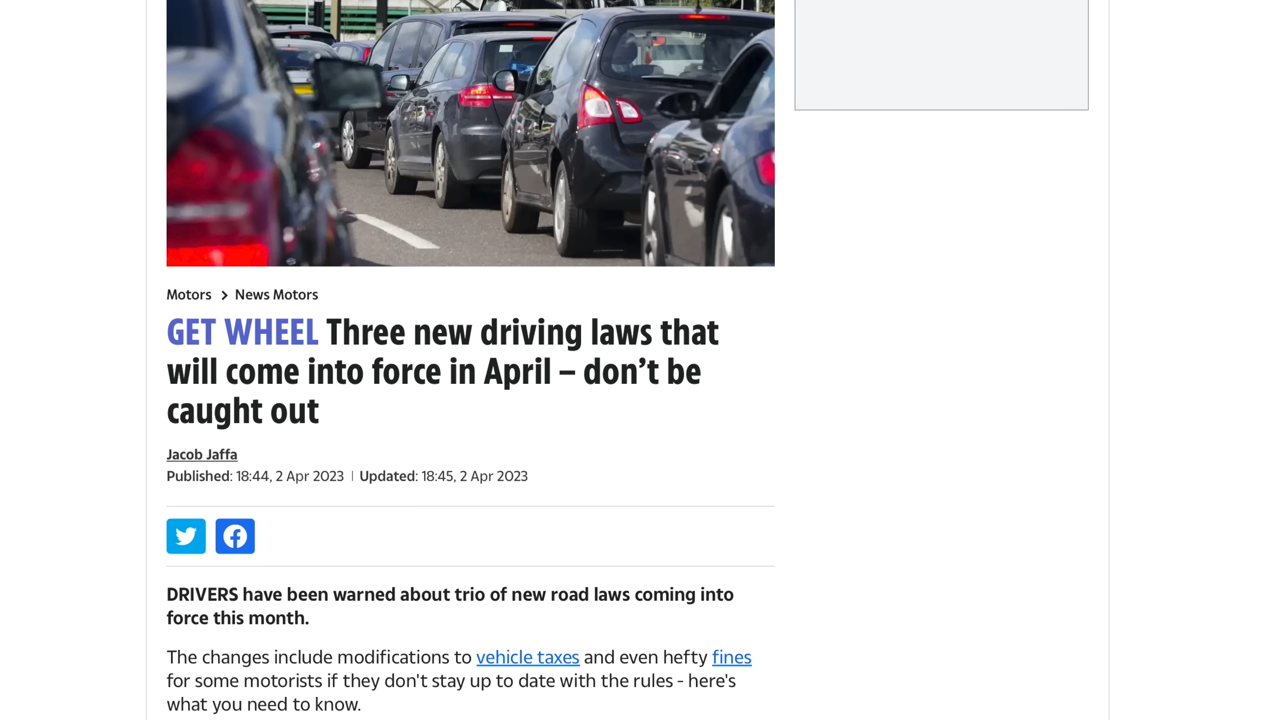 Motors > News Motors
GET WHEEL Three new driving laws that
will come into force in April – don’t be
caught out
Jacob Jaffa
Published: 18:44, 2 Apr 2023 | Updated: 18:45, 2 Apr 2023
DRIVERS have been warned about trio of new road laws coming into
force this month.
The changes include modifications to vehicle taxes and even hefty fines
for some motorists if they don't stay up to date with the rules - here's
what you need to know.